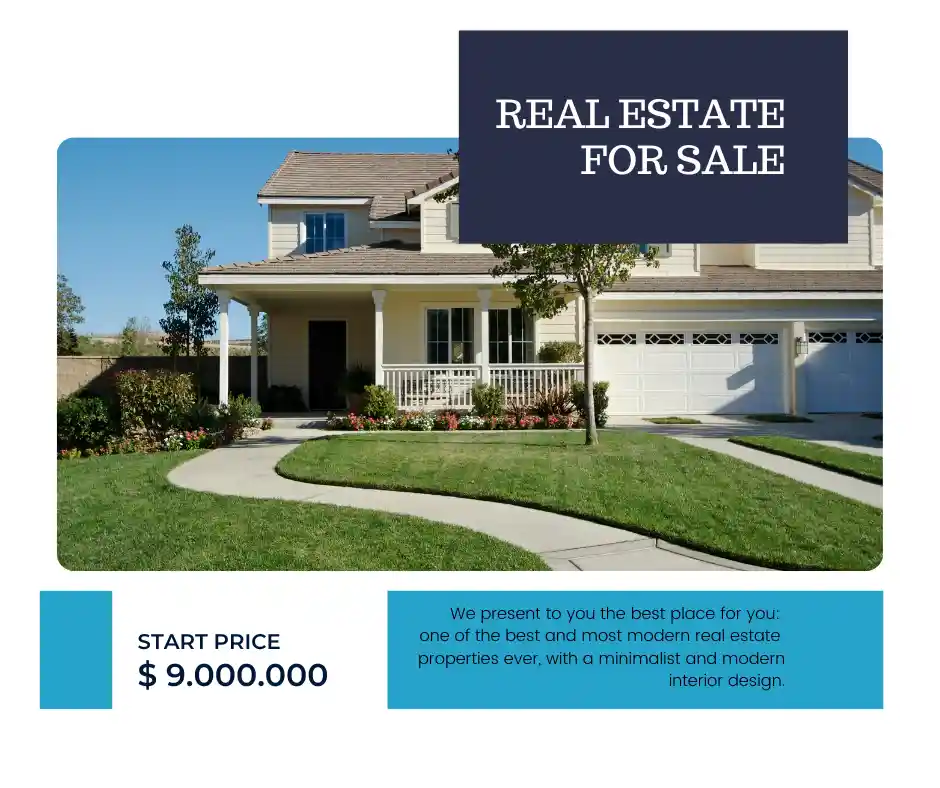 REAL ESTATE
FOR SALE
START PRICE
$ 9.000.000
We present to you the best place for you:
one of the best and most modern real estate
properties ever, with a minimalist and modern
interior design.